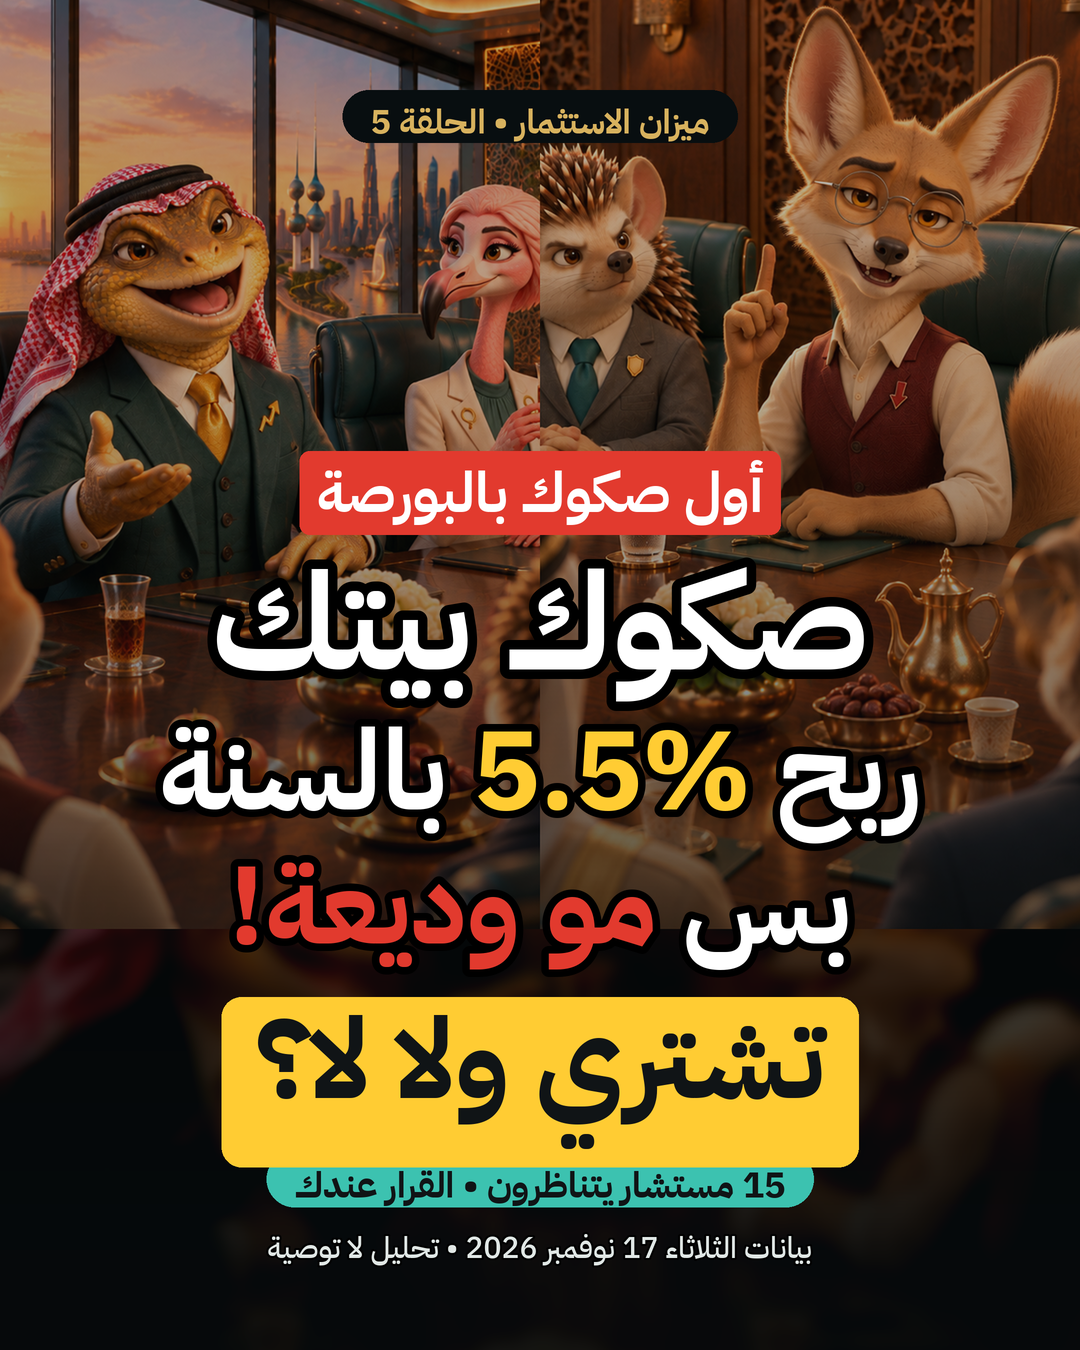 ميزان الاستثمار • الحلقة 5
أول صكوك بالبورصة
صكوك بيتك
ربح 5.5% بالسنة
بس مو وديعة!
تشتري ولا لا؟
15 مستشار يتناظرون • القرار عندك
بيانات الثلاثاء 17 نوفمبر 2026 • تحليل لا توصية